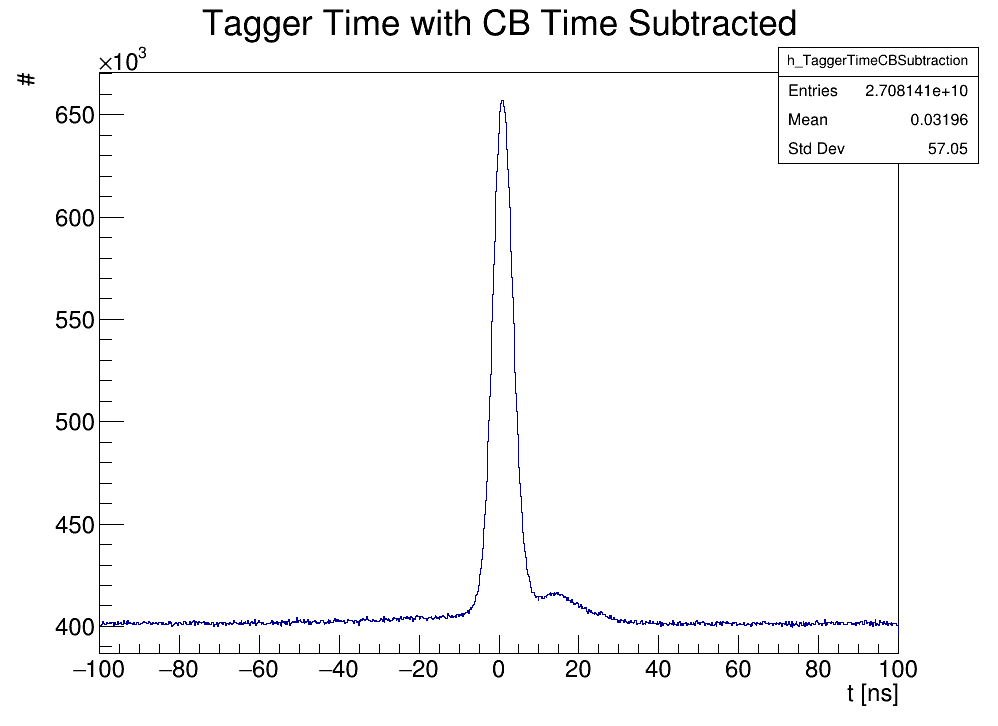 Tagger Time with CB Time Subtracted
×10³
#
h_TaggerTimeCBSubtraction
Entries 2.708141e+10
Mean 0.03196
Std Dev 57.05
650
600
550
500
450
400
−100 −80 −60 −40 −20 0 20 40 60 80 100
t [ns]